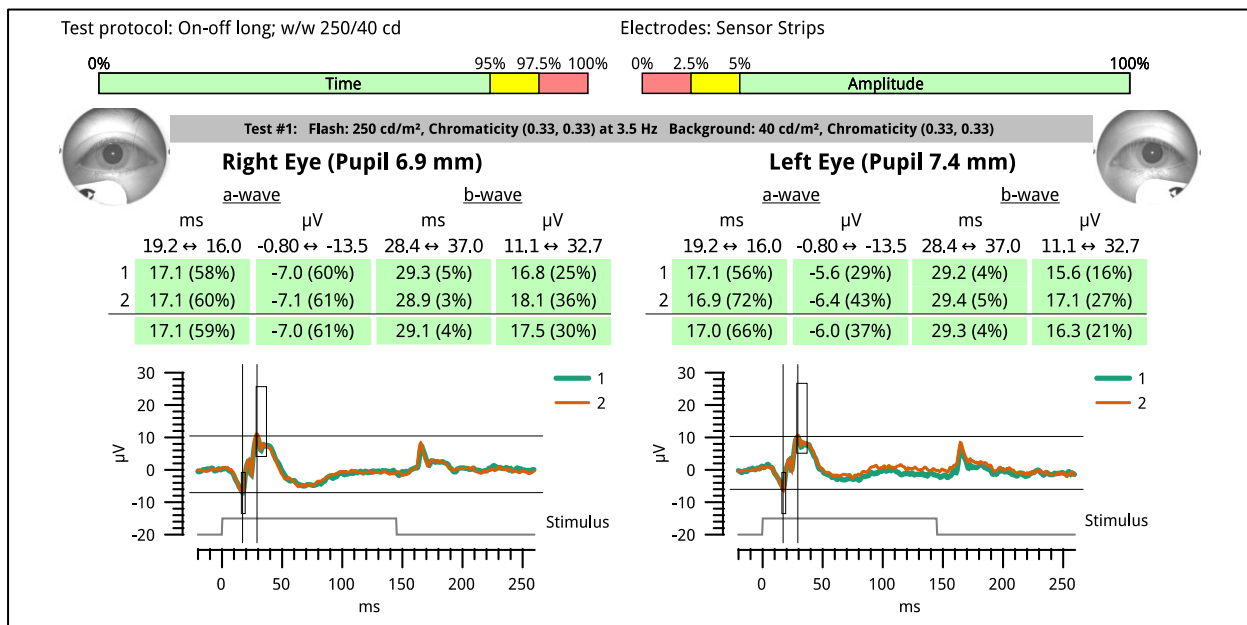 Test protocol: On-off long; w/w 250/40 cd Electrodes: Sensor Strips
0% 95% 97.5% 100% 0% 2.5% 5% 100%
Time Amplitude
Test #1: Flash: 250 cd/m², Chromaticity (0.33, 0.33) at 3.5 Hz Background: 40 cd/m², Chromaticity (0.33, 0.33)
Right Eye (Pupil 6.9 mm)
a-wave b-wave
ms µV ms µV
19.2 ↔ 16.0 -0.80 ↔ -13.5 28.4 ↔ 37.0 11.1 ↔ 32.7
1 17.1 (58%) -7.0 (60%) 29.3 (5%) 16.8 (25%)
2 17.1 (60%) -7.1 (61%) 28.9 (3%) 18.1 (36%)
17.1 (59%) -7.0 (61%) 29.1 (4%) 17.5 (30%)
30
20
10
0
-10
-20
µV
1
2
Stimulus
0 50 100 150 200 250
ms
Left Eye (Pupil 7.4 mm)
a-wave b-wave
ms µV ms µV
19.2 ↔ 16.0 -0.80 ↔ -13.5 28.4 ↔ 37.0 11.1 ↔ 32.7
1 17.1 (56%) -5.6 (29%) 29.2 (4%) 15.6 (16%)
2 16.9 (72%) -6.4 (43%) 29.4 (5%) 17.1 (27%)
17.0 (66%) -6.0 (37%) 29.3 (4%) 16.3 (21%)
30
20
10
0
-10
-20
µV
1
2
Stimulus
0 50 100 150 200 250
ms